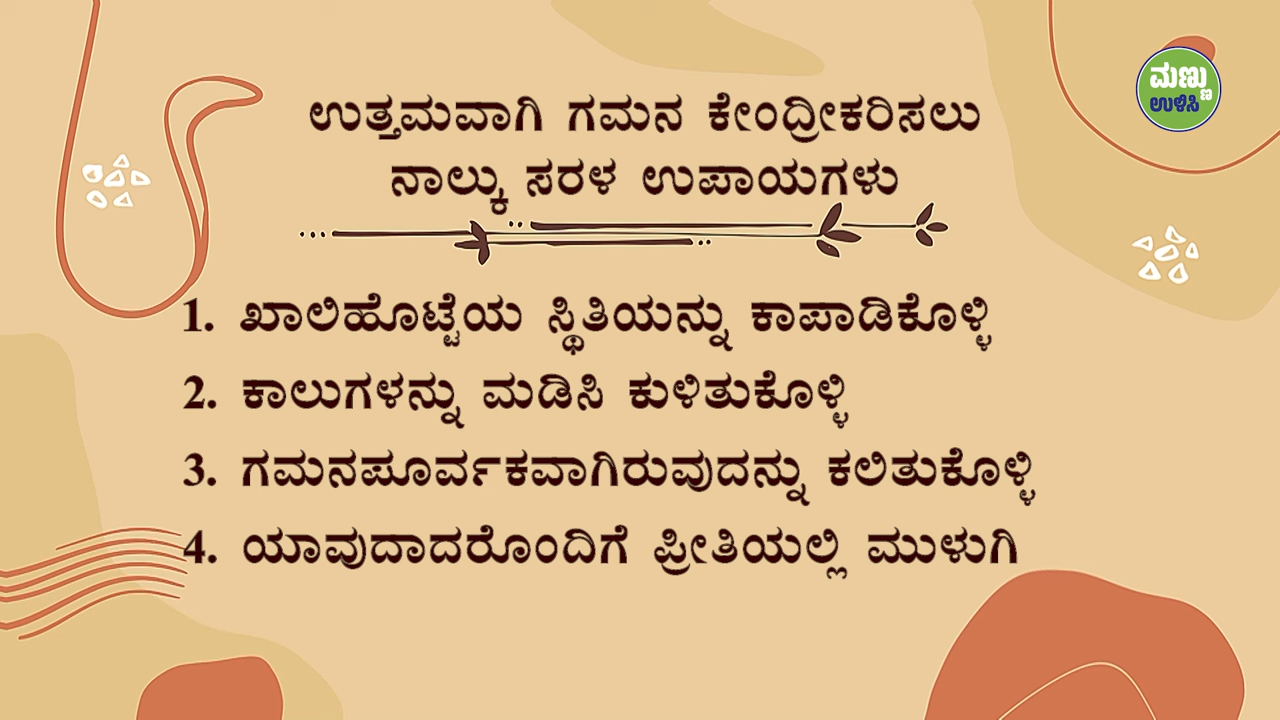 ಮಣ್ಣು
ಉಳಿಸಿ
ಉತ್ತಮವಾಗಿ ಗಮನ ಕೇಂದ್ರೀಕರಿಸಲು
ನಾಲ್ಕು ಸರಳ ಉಪಾಯಗಳು
1. ಖಾಲಿಹೊಟ್ಟೆಯ ಸ್ಥಿತಿಯನ್ನು ಕಾಪಾಡಿಕೊಳ್ಳಿ
2. ಕಾಲುಗಳನ್ನು ಮಡಿಸಿ ಕುಳಿತುಕೊಳ್ಳಿ
3. ಗಮನಪೂರ್ವಕವಾಗಿರುವುದನ್ನು ಕಲಿತುಕೊಳ್ಳಿ
4. ಯಾವುದಾದರೊಂದಿಗೆ ಪ್ರೀತಿಯಲ್ಲಿ ಮುಳುಗಿ